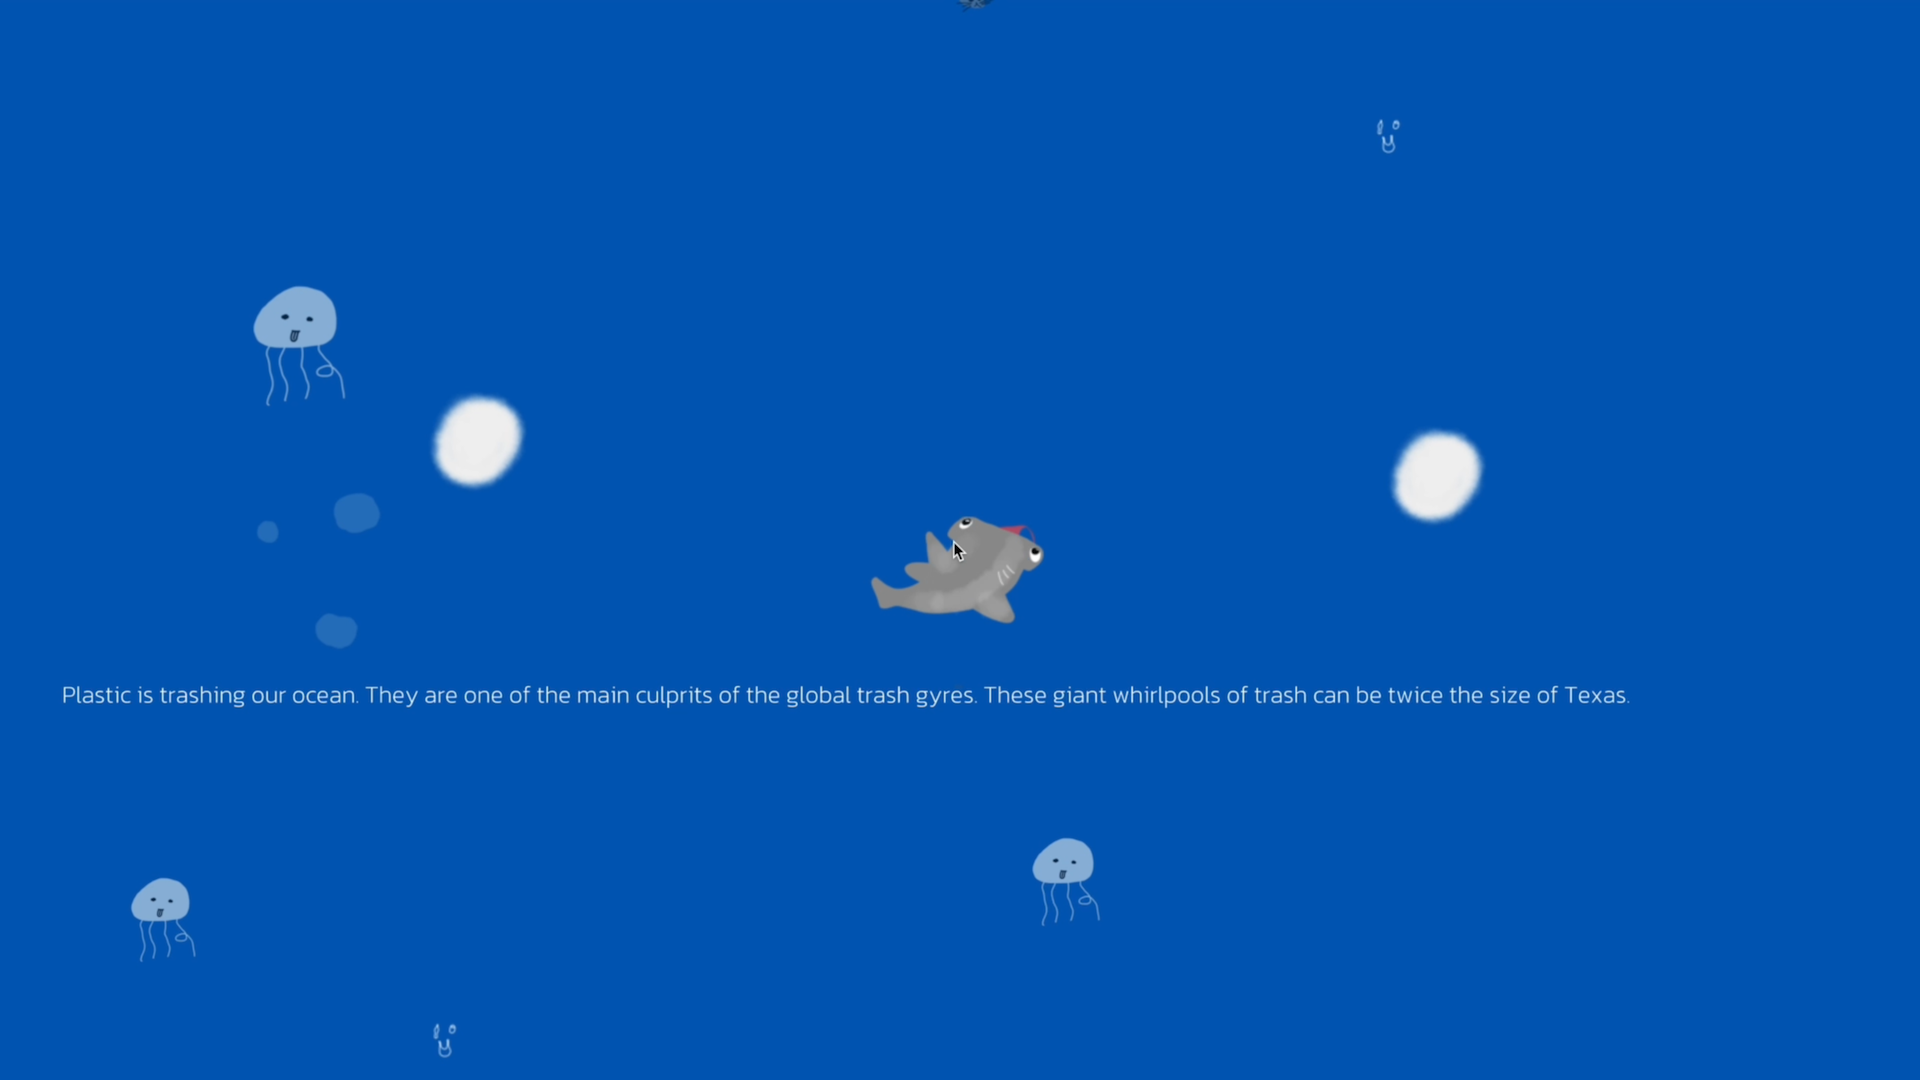 Plastic is trashing our ocean. They are one of the main culprits of the global trash gyres. These giant whirlpools of trash can be twice the size of Texas.